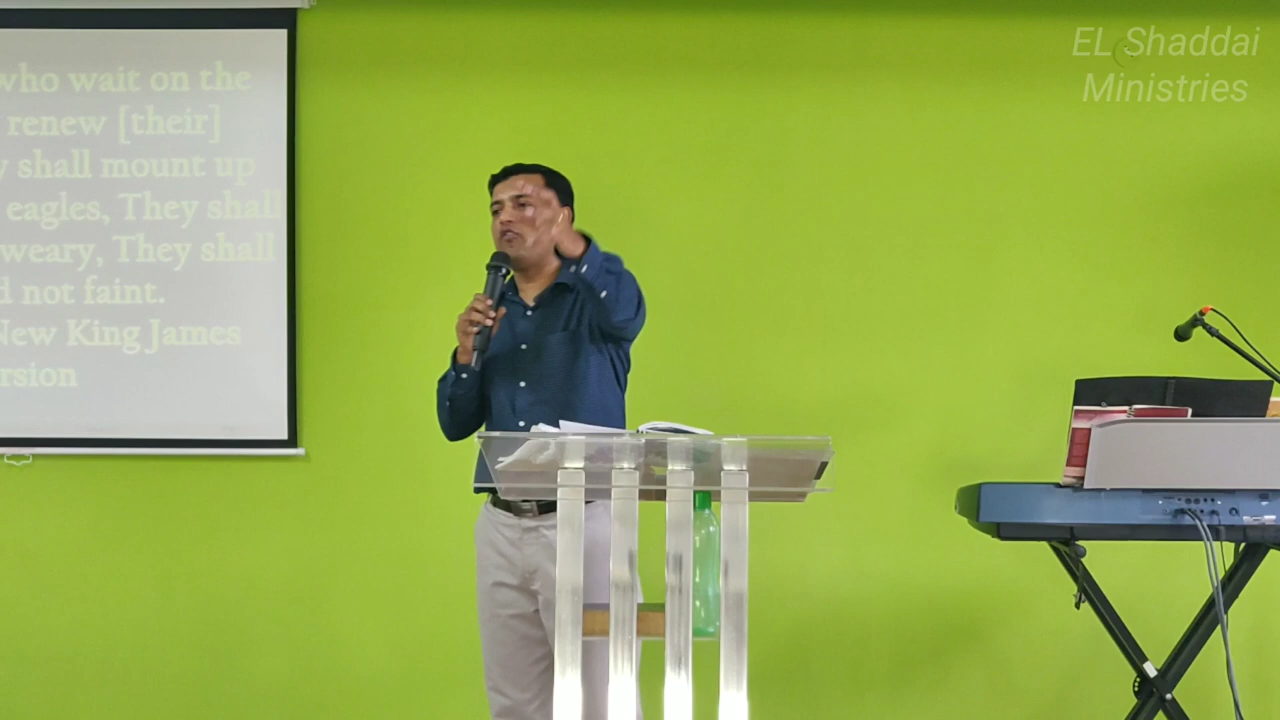 who wait on the
renew [their]
shall mount up
eagles, They shall
weary, They shall
not faint.
New King James
EL Shaddai
Ministries